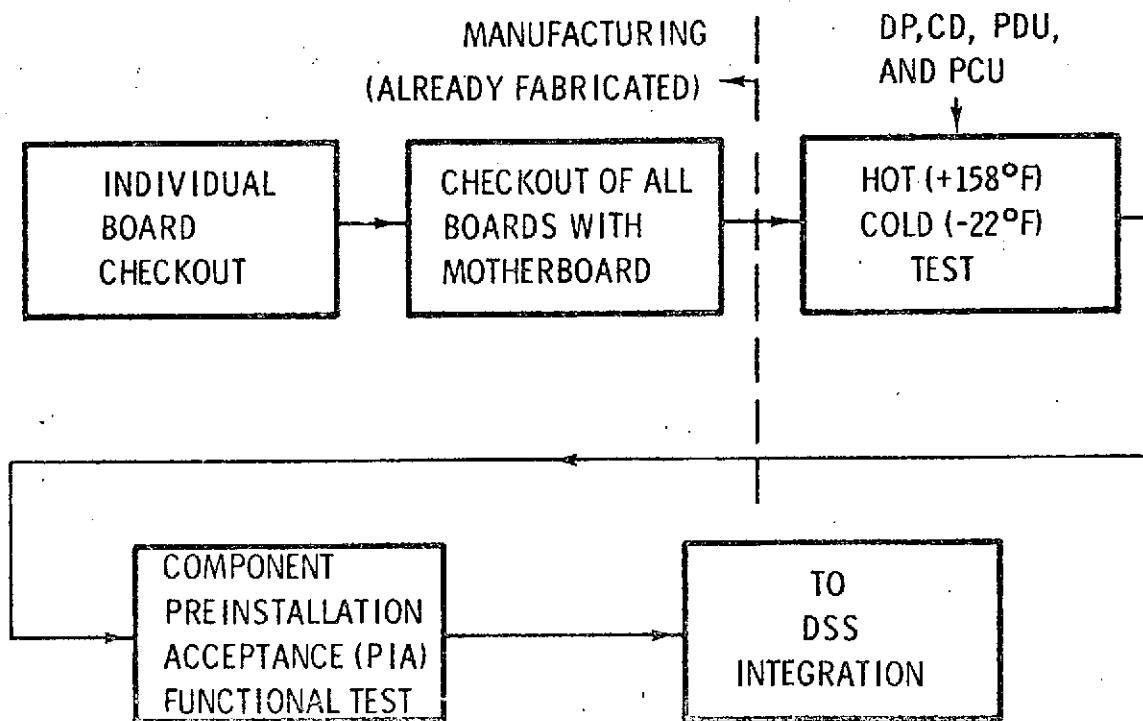 MANUFACTURING
(ALREADY FABRICATED)
DP,CD, PDU,
AND PCU
INDIVIDUAL
BOARD
CHECKOUT
CHECKOUT OF ALL
BOARDS WITH
MOTHERBOARD
HOT (+158°F)
COLD (-22°F)
TEST
COMPONENT
PREINSTALLATION
ACCEPTANCE (PIA)
FUNCTIONAL TEST
TO
DSS
INTEGRATION